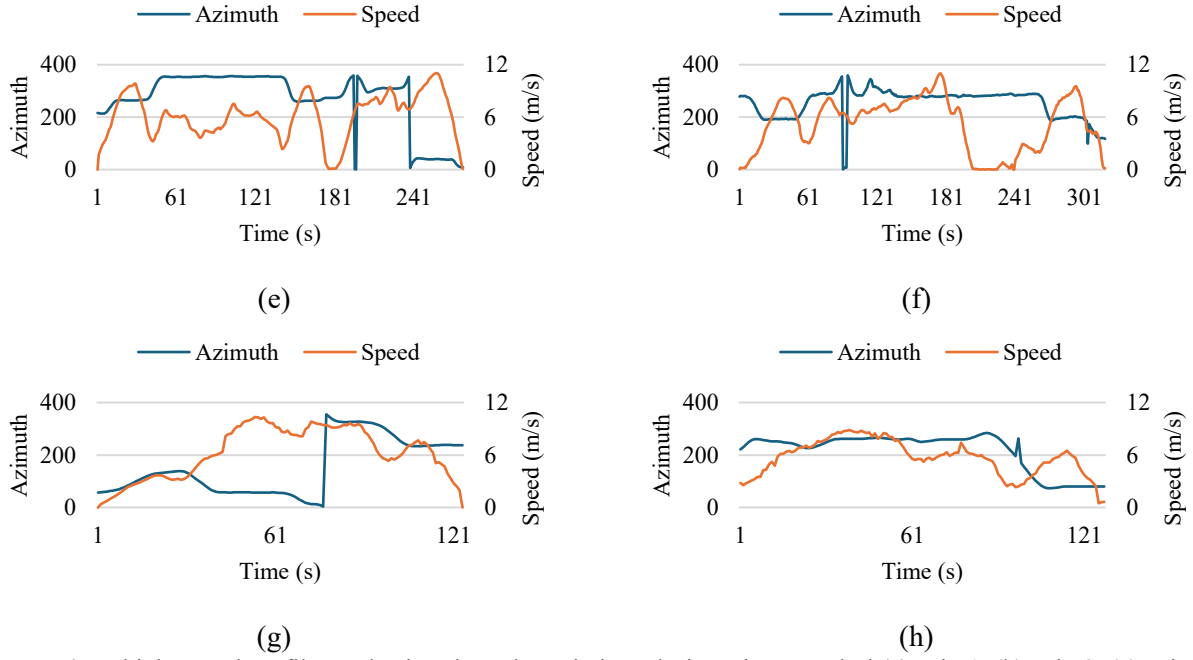 Azimuth Speed
400 12
200 6
0 0
1 61 121 181 241
Azimuth
Speed (m/s)
Time (s)
(e)
Azimuth Speed
400 12
200 6
0 0
1 61 121 181 241 301
Azimuth
Speed (m/s)
Time (s)
(f)
Azimuth Speed
400 12
200 6
0 0
1 61 121
Azimuth
Speed (m/s)
Time (s)
(g)
Azimuth Speed
400 12
200 6
0 0
1 61 121
Azimuth
Speed (m/s)
Time (s)
(h)